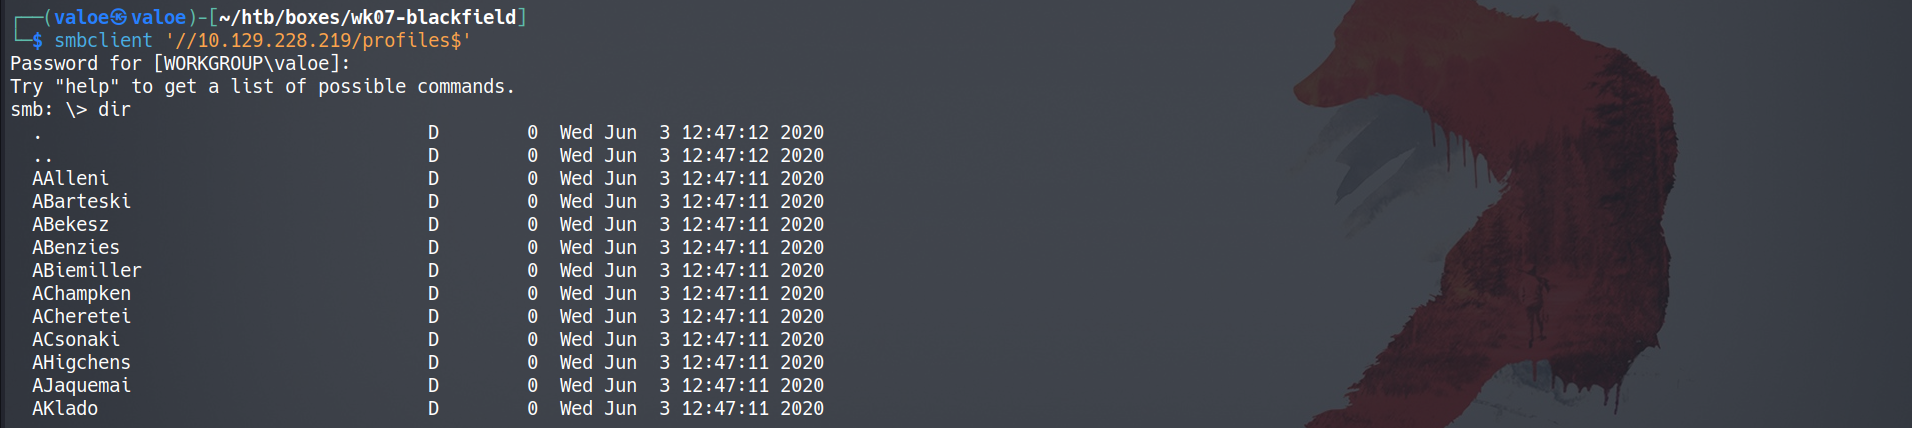 ┌──(valoe㉿valoe)-[~/htb/boxes/wk07-blackfield]
└─$ smbclient '//10.129.228.219/profiles$'
Password for [WORKGROUP\valoe]:
Try "help" to get a list of possible commands.
smb: \> dir
  .                                   D        0  Wed Jun  3 12:47:12 2020
  ..                                  D        0  Wed Jun  3 12:47:12 2020
  AAlleni                             D        0  Wed Jun  3 12:47:11 2020
  ABarteski                           D        0  Wed Jun  3 12:47:11 2020
  ABekesz                             D        0  Wed Jun  3 12:47:11 2020
  ABenzies                            D        0  Wed Jun  3 12:47:11 2020
  ABiemiller                          D        0  Wed Jun  3 12:47:11 2020
  AChampken                           D        0  Wed Jun  3 12:47:11 2020
  ACheretei                           D        0  Wed Jun  3 12:47:11 2020
  ACsonaki                            D        0  Wed Jun  3 12:47:11 2020
  AHigchens                           D        0  Wed Jun  3 12:47:11 2020
  AJaquemai                           D        0  Wed Jun  3 12:47:11 2020
  AKlado                              D        0  Wed Jun  3 12:47:11 2020